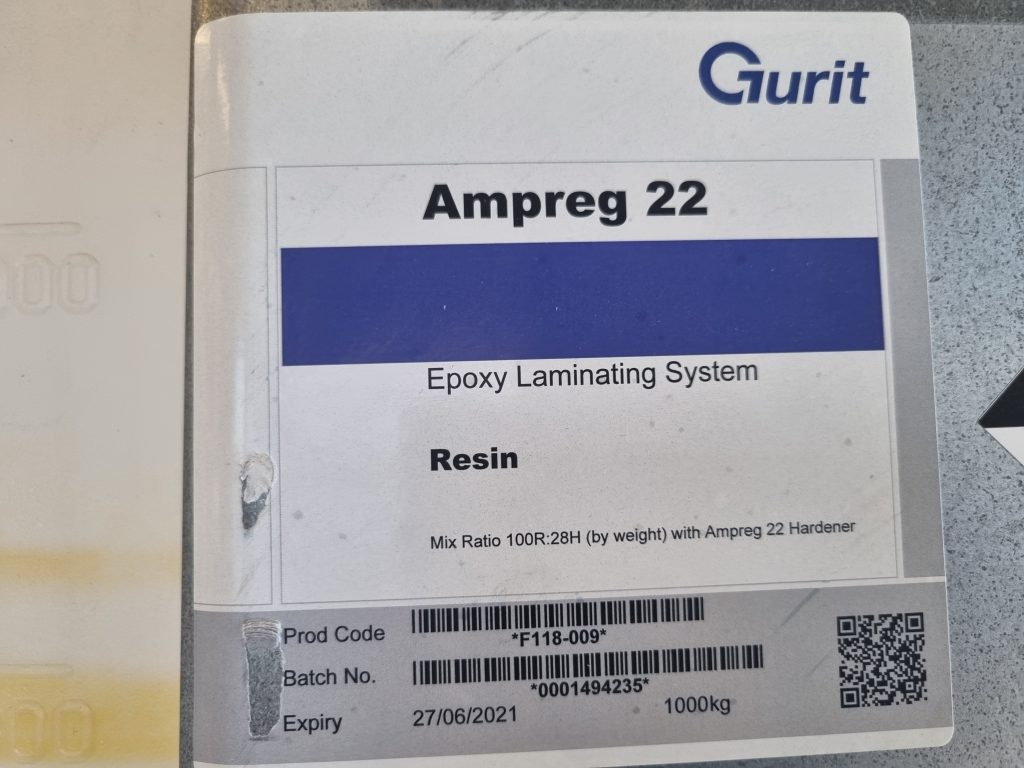 Gurit
Ampreg 22
Epoxy Laminating System
Resin
Mix Ratio 100R:28H (by weight) with Ampreg 22 Hardener
Prod Code *F118-009*
Batch No. *0001494235*
Expiry 27/06/2021 1000kg